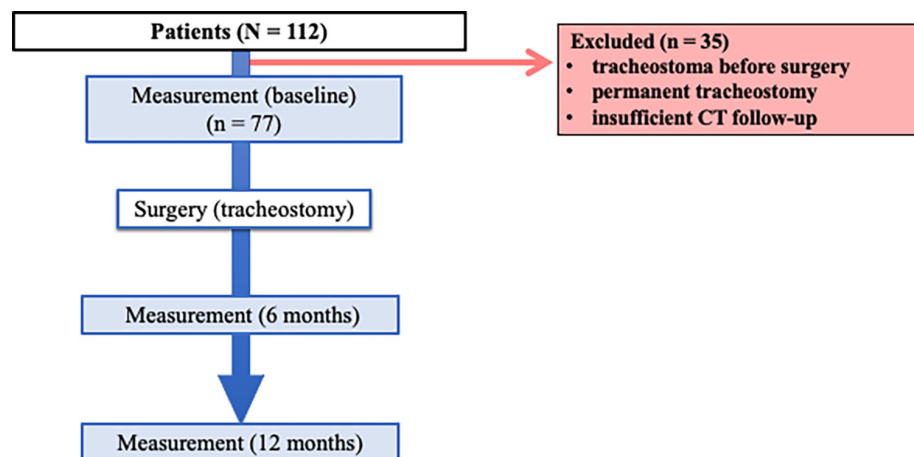 Patients (N = 112)
Excluded (n = 35)
• tracheostoma before surgery
• permanent tracheostomy
• insufficient CT follow-up
Measurement (baseline)
(n = 77)
Surgery (tracheostomy)
Measurement (6 months)
Measurement (12 months)